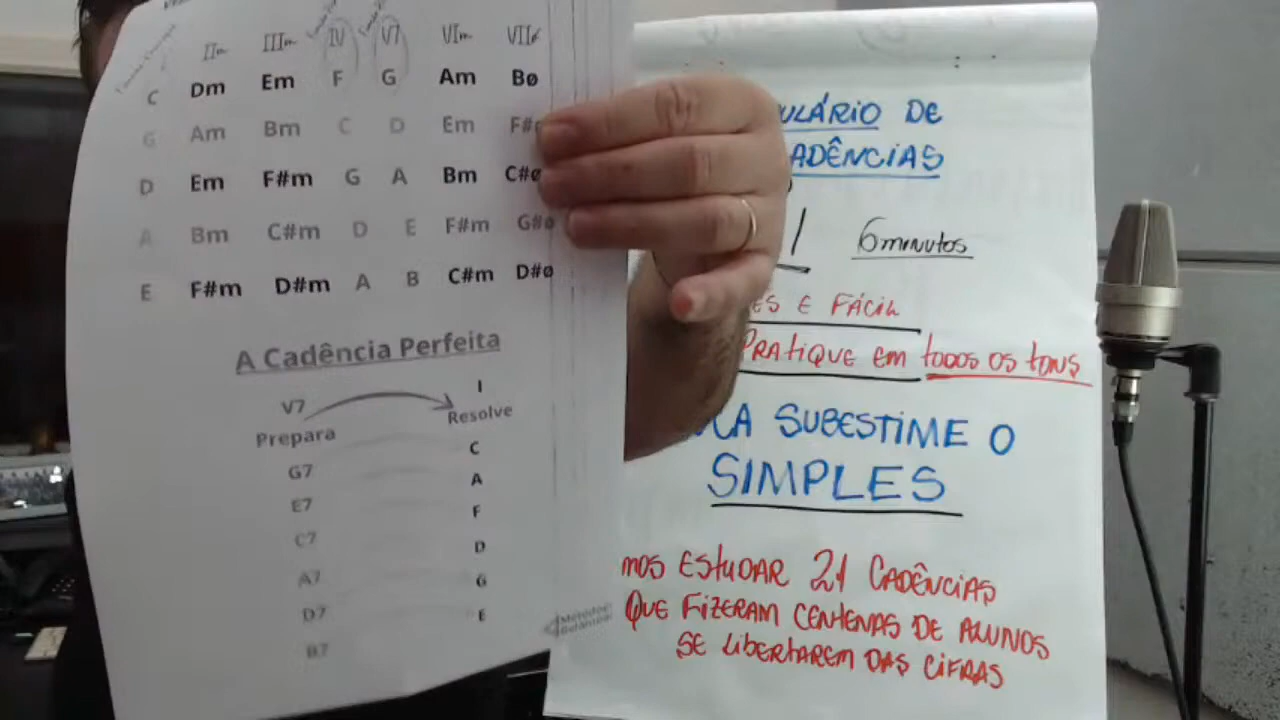 IIm IIIm IV V7 VIm VIIø
C Dm Em F G Am Bø
G Am Bm C D Em F#
D Em F#m G A Bm C#ø
A Bm C#m D E F#m G#ø
E F#m D#m A B C#m D#ø
A Cadência Perfeita
V7 I
Prepara Resolve
G7 C
E7 A
C7 F
A7 D
D7 G
B7 E
ULÁRIO DE
ADÊNCIAS
1 6 minutos
ES E FÁCIL
PRATIQUE EM TODOS OS TONS
CA SUBESTIME O
SIMPLES
MOS ESTUDAR 21 CADÊNCIAS
QUE FIZERAM CENTENAS DE ALUNOS
SE LIBERTAREM DAS CIFRAS